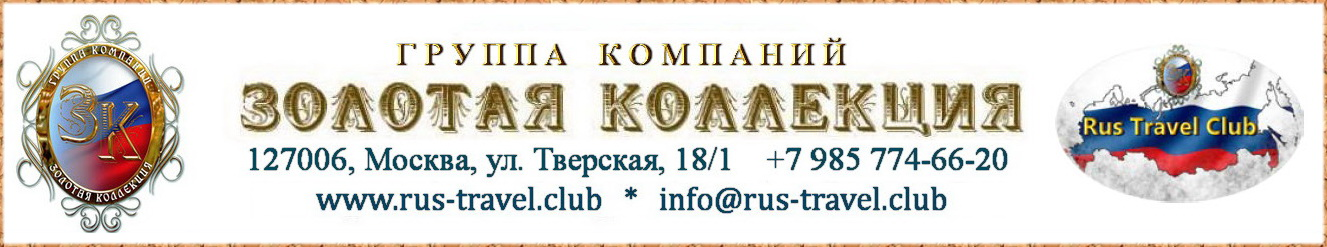 ГРУППА КОМПАНИЙ
ЗК
ЗОЛОТАЯ КОЛЛЕКЦИЯ
ГРУППА КОМПАНИЙ
ЗОЛОТАЯ КОЛЛЕКЦИЯ
127006, Москва, ул. Тверская, 18/1 +7 985 774-66-20
www.rus-travel.club * info@rus-travel.club
Rus Travel Club